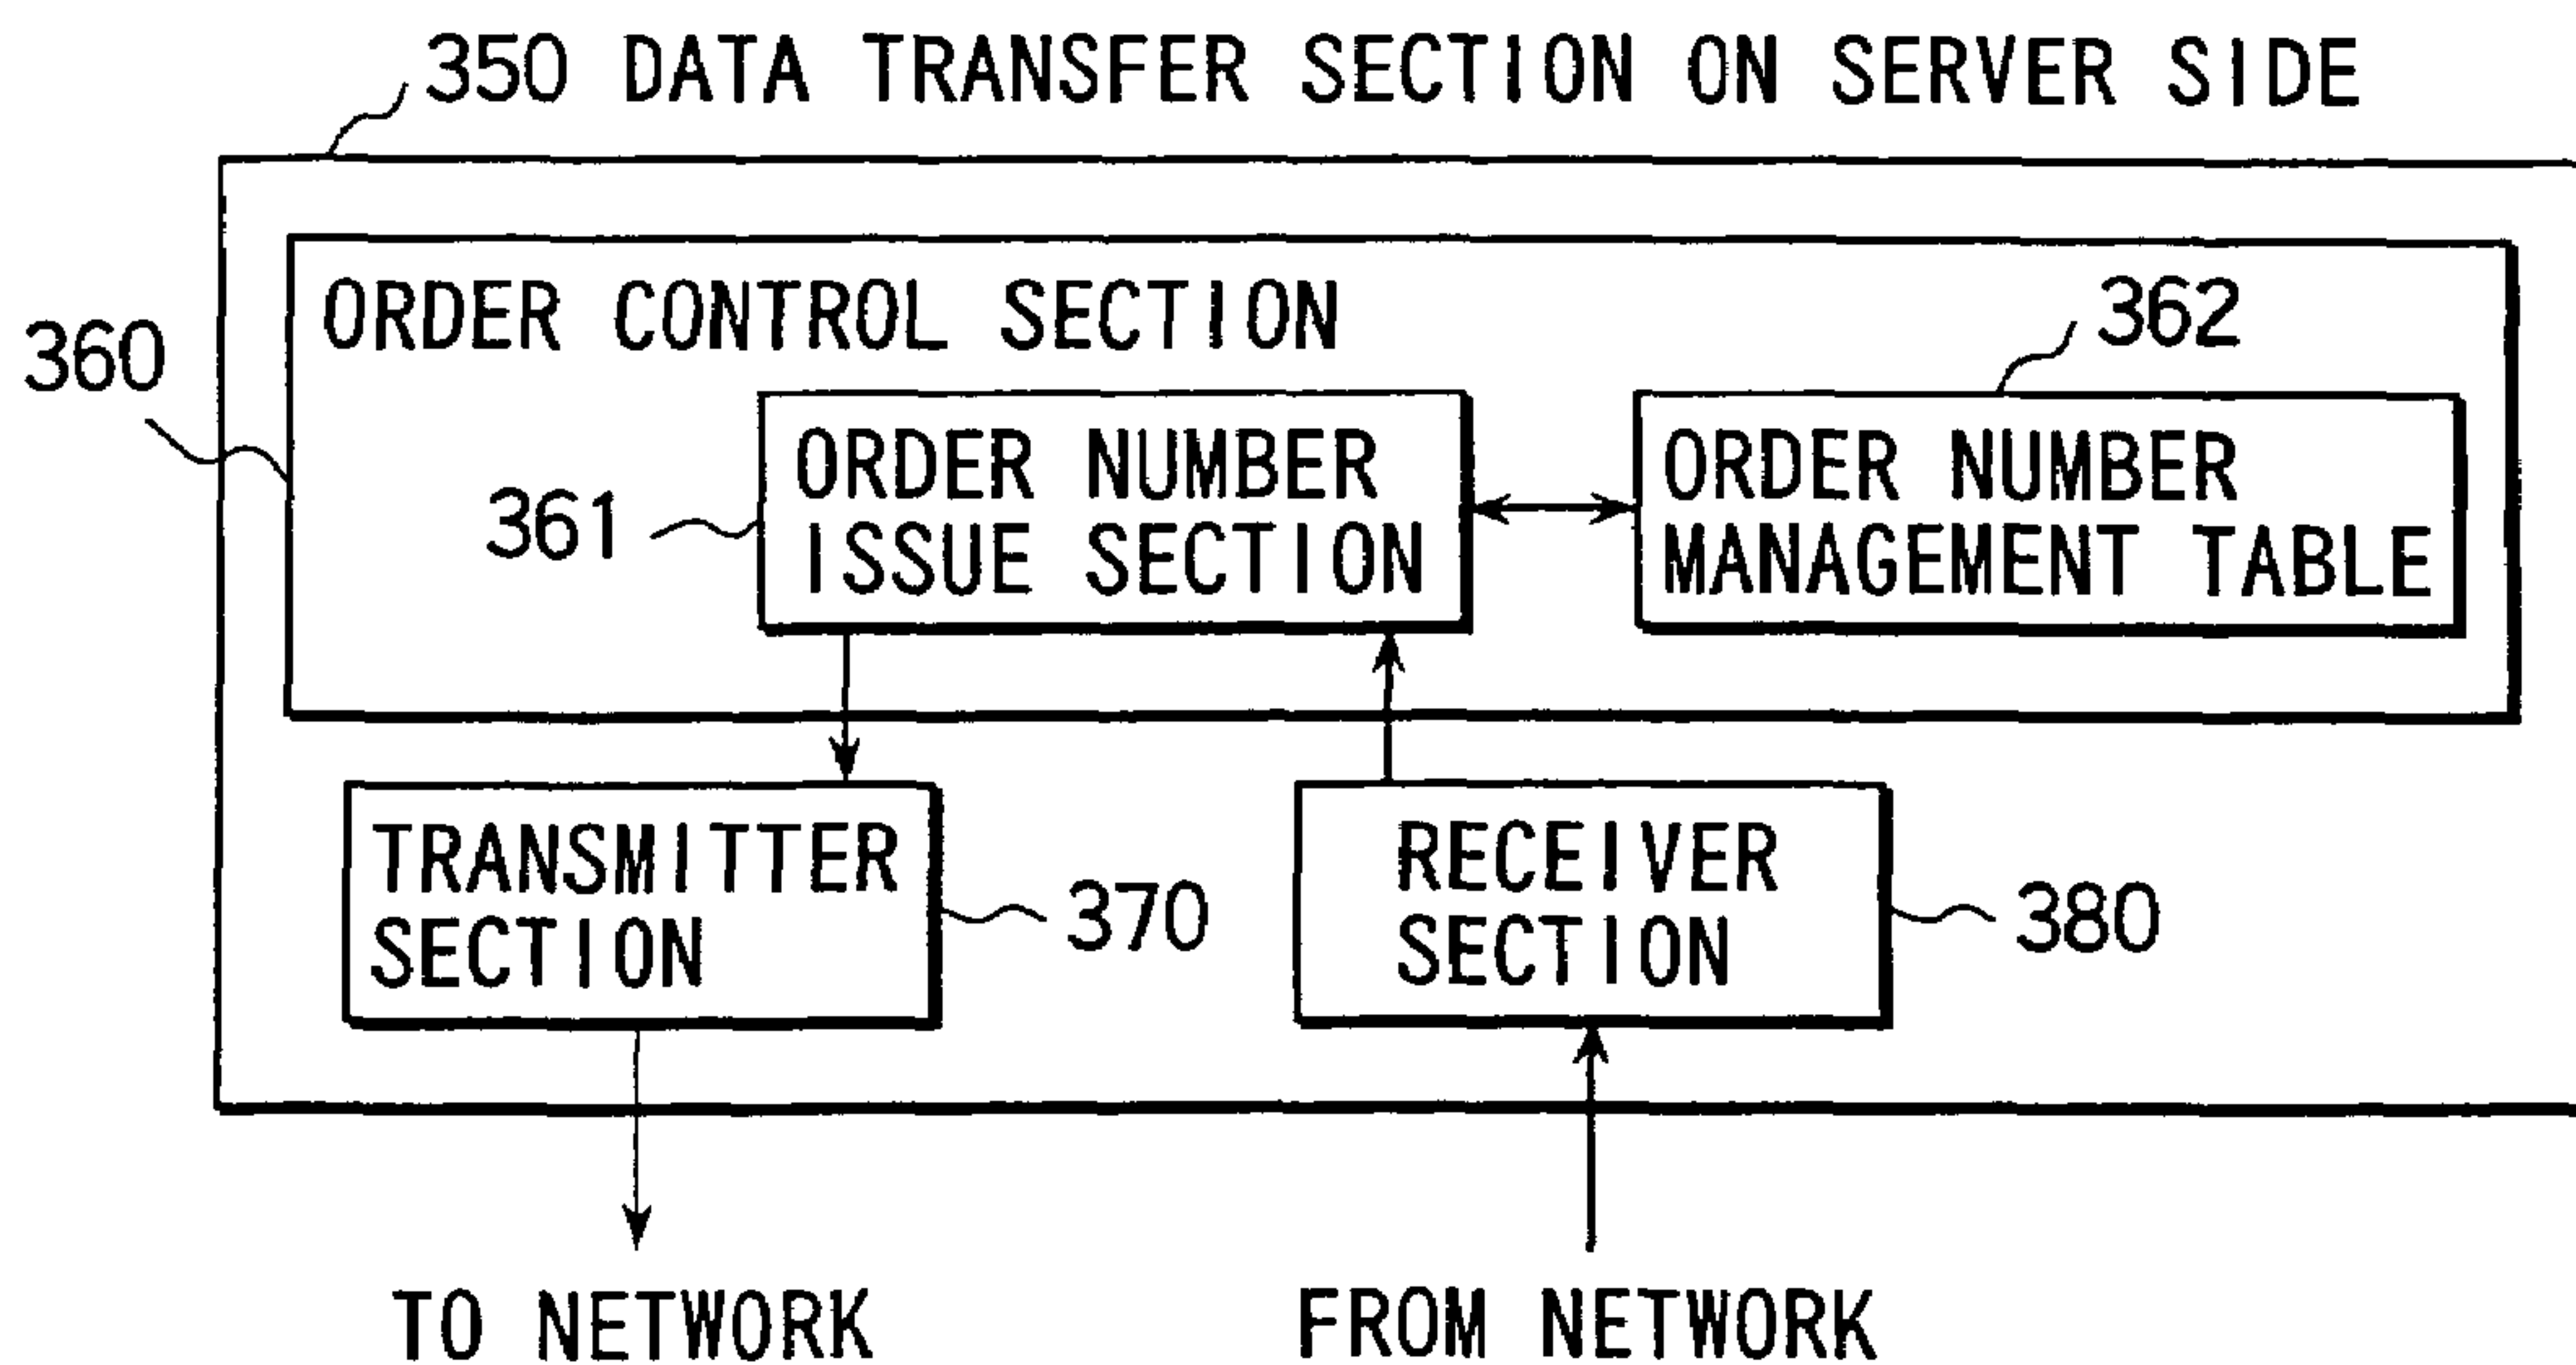 350 DATA TRANSFER SECTION ON SERVER SIDE
360
ORDER CONTROL SECTION
362
361
ORDER NUMBER
ISSUE SECTION
ORDER NUMBER
MANAGEMENT TABLE
TRANSMITTER
SECTION
370
RECEIVER
SECTION
380
TO NETWORK
FROM NETWORK